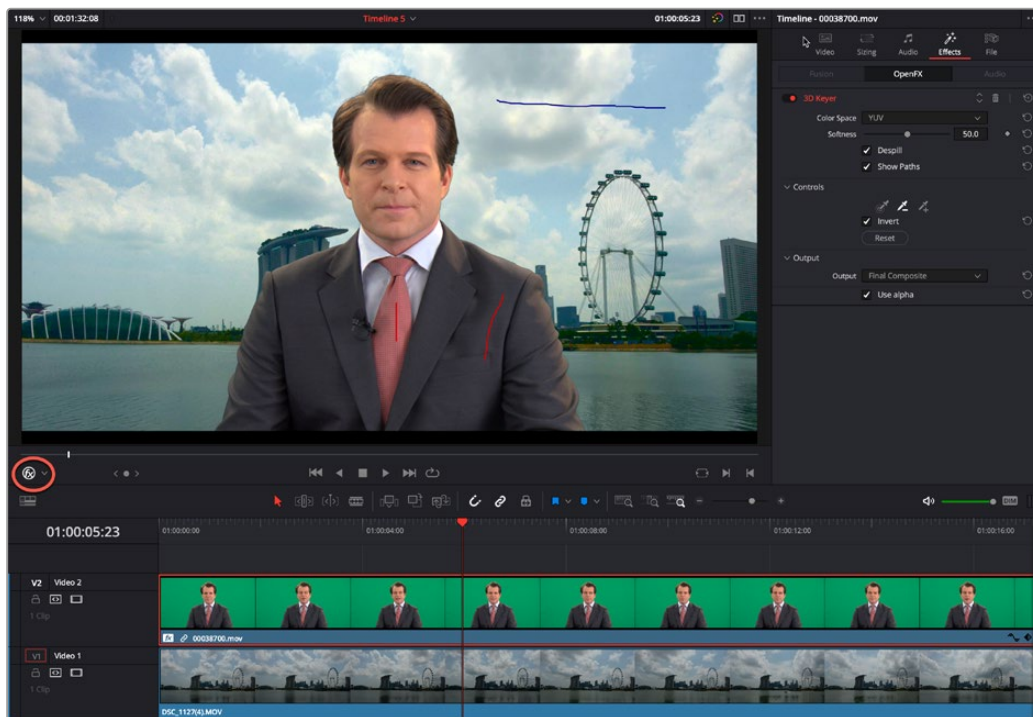 118% 00:01:32:08 Timeline 5 01:00:05:23 Timeline - 00038700.mov
Video Sizing Audio Effects File
Fusion OpenFX Audio
3D Keyer
Color Space YUV
Softness 50.0
Despill
Show Paths
Controls
Invert
Reset
Output
Output Final Composite
Use alpha
fx
DIM
01:00:05:23 01:00:00:00 01:00:04:00 01:00:08:00 01:00:12:00 01:00:16:00
V2 Video 2
1 Clip
fx 00038700.mov
V1 Video 1
1 Clip
DSC_1127(4).MOV